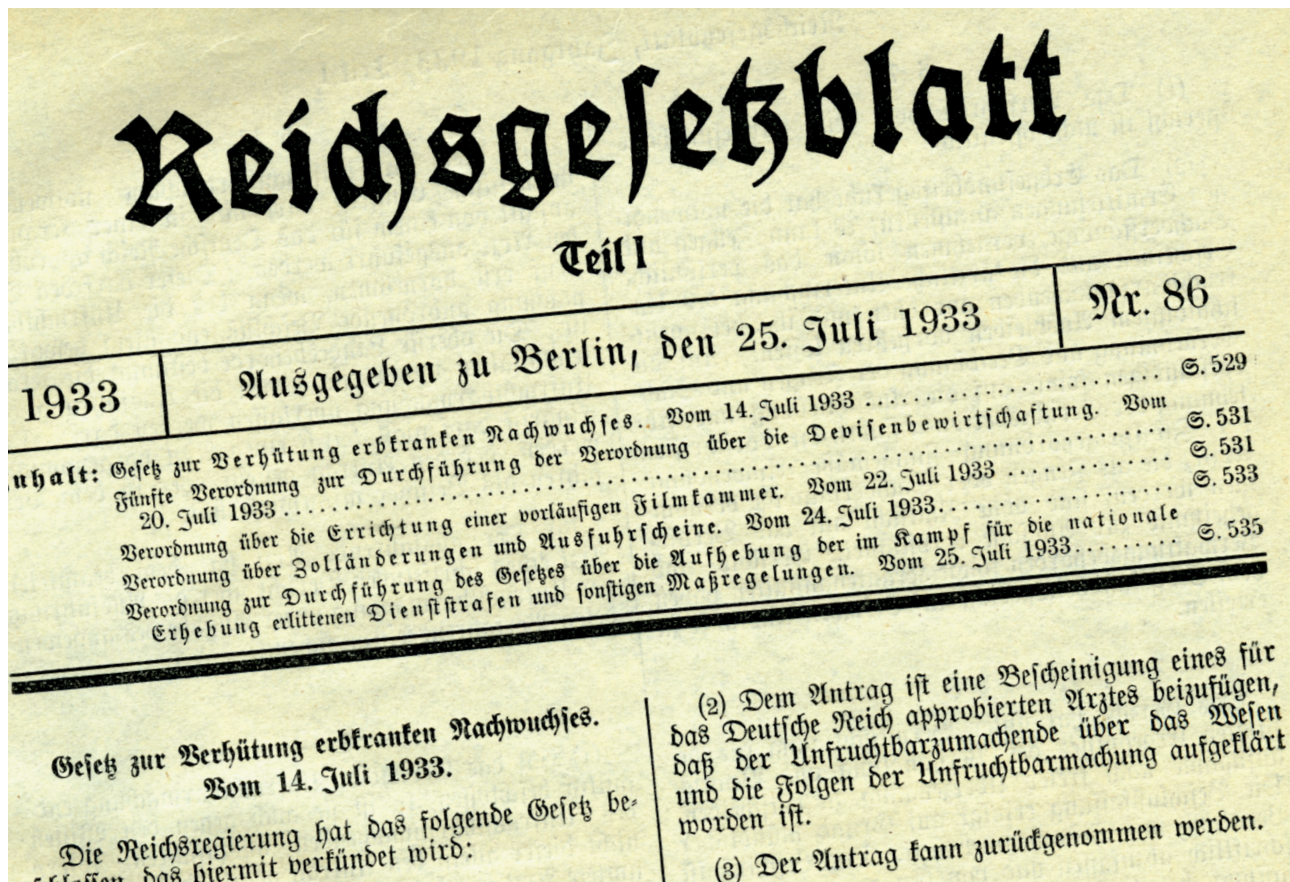 Reichsgesetzblatt
Teil I
1933 Ausgegeben zu Berlin, den 25. Juli 1933 Nr. 86
nhalt: Gesetz zur Verhütung erbkranken Nachwuchses.. Vom 14. Juli 1933 .......... S. 529
Fünfte Verordnung zur Durchführung der Verordnung über die Devisenbewirtschaftung. Vom
20. Juli 1933 .......... S. 531
Verordnung über die Errichtung einer vorläufigen Filmkammer. Vom 22. Juli 1933 .......... S. 531
Verordnung über Zolländerungen und Ausfuhrscheine. Vom 24. Juli 1933.......... S. 533
Verordnung zur Durchführung des Gesetzes über die Aufhebung der im Kampf für die nationale
Erhebung erlittenen Dienststrafen und sonstigen Maßregelungen. Vom 25. Juli 1933 .......... S. 535
Gesetz zur Verhütung erbkranken Nachwuchses.
Vom 14. Juli 1933.
Die Reichsregierung hat das folgende Gesetz be-
das hiermit verkündet wird:
(2) Dem Antrag ist eine Bescheinigung eines für
das Deutsche Reich approbierten Arztes beizufügen,
daß der Unfruchtbarzumachende über das Wesen
und die Folgen der Unfruchtbarmachung aufgeklärt
worden ist.
(3) Der Antrag kann zurückgenommen werden.